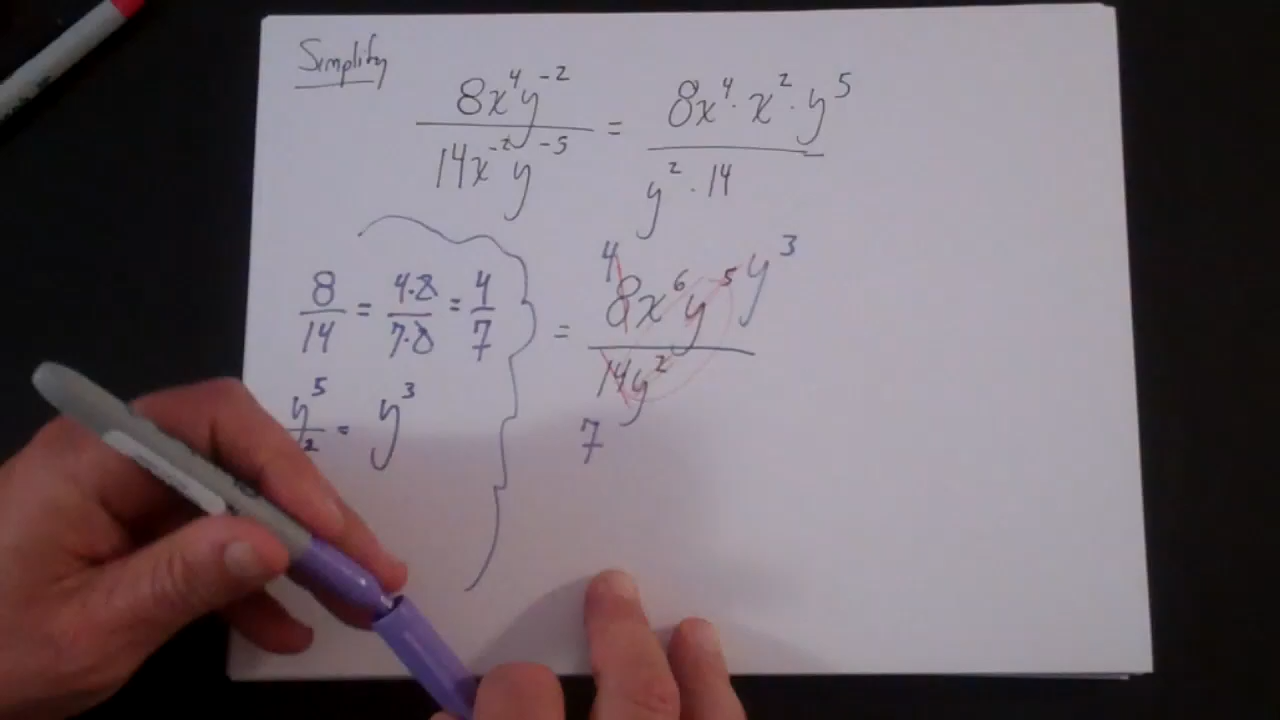 Simplify
8x⁴y⁻² / 14x⁻²y⁻⁵ = 8x⁴·x²·y⁵ / y²·14
8/14 = 4·2/7·2 = 4/7
= 4 8x⁶y⁵ y³ / 14y² 7
y⁵/2 = y³